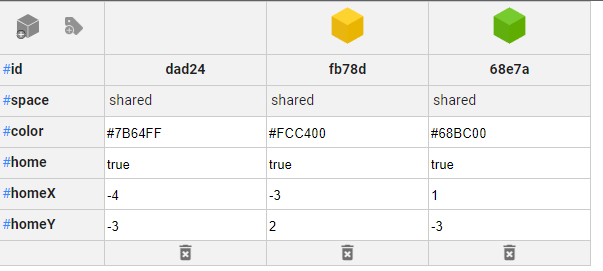 #id dad24 fb78d 68e7a
#space shared shared shared
#color #7B64FF #FCC400 #68BC00
#home true true true
#homeX -4 -3 1
#homeY -3 2 -3